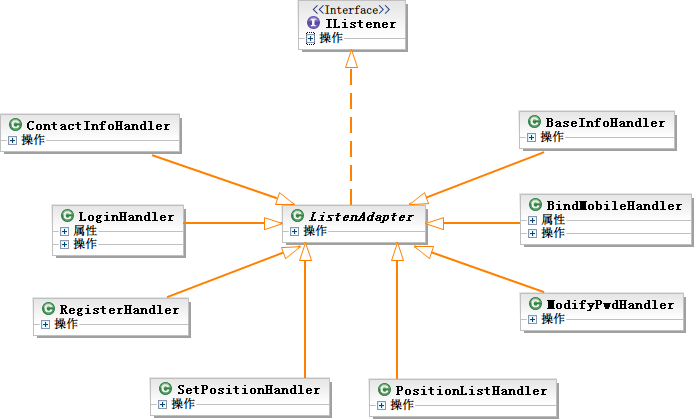 <<Interface>>
IListener
操作
ContactInfoHandler
操作
BaseInfoHandler
操作
LoginHandler
属性
操作
ListenAdapter
操作
BindMobileHandler
属性
操作
RegisterHandler
操作
ModifyPwdHandler
操作
SetPositionHandler
操作
PositionListHandler
操作